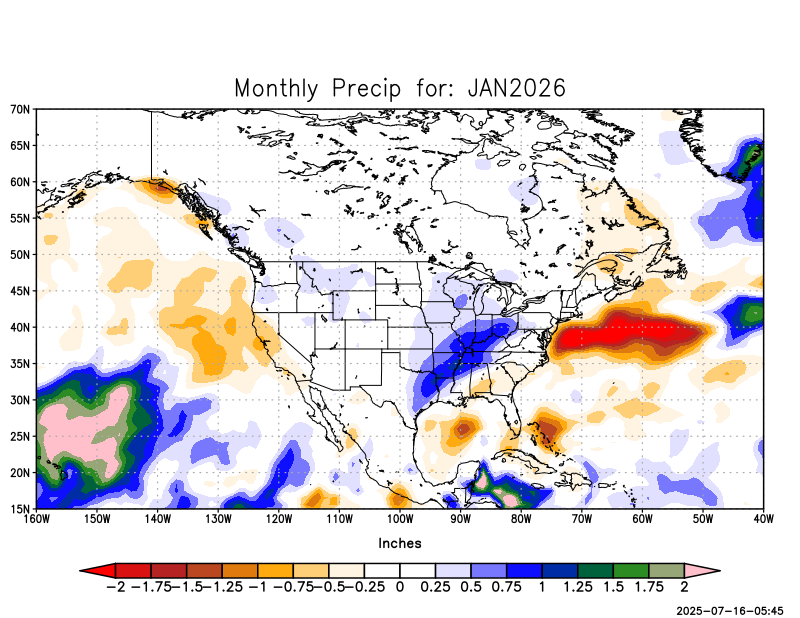 Monthly Precip for: JAN2026
70N
65N
60N
55N
50N
45N
40N
35N
30N
25N
20N
15N
160W 150W 140W 130W 120W 110W 100W 90W 80W 70W 60W 50W 40W
Inches
−2 −1.75 −1.5 −1.25 −1 −0.75 −0.5 −0.25 0 0.25 0.5 0.75 1 1.25 1.5 1.75 2
2025-07-16-05:45